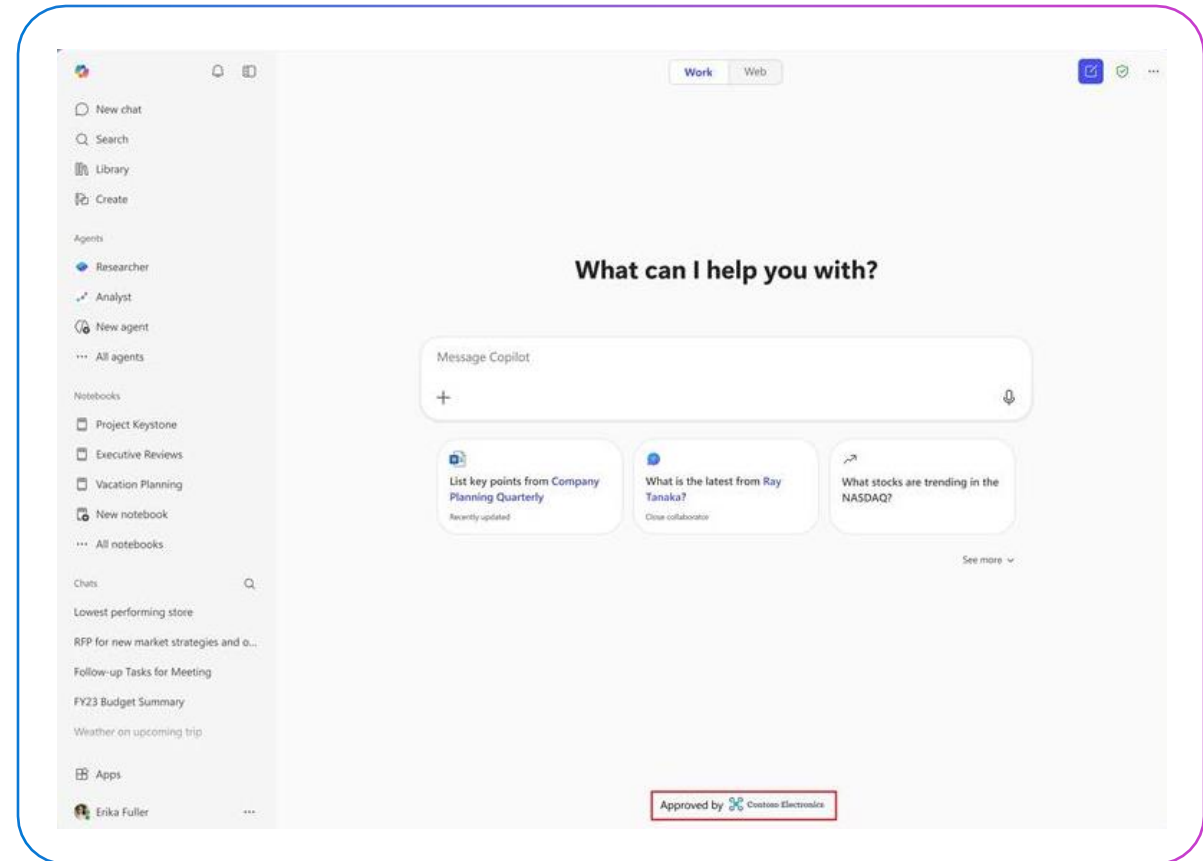 Work Web
New chat
Search
Library
Create
Agents
Researcher
Analyst
New agent
All agents
Notebooks
Project Keystone
Executive Reviews
Vacation Planning
New notebook
All notebooks
Chats
Lowest performing store
RFP for new market strategies and o...
Follow-up Tasks for Meeting
FY23 Budget Summary
Weather on upcoming trip
Apps
Erika Fuller
What can I help you with?
Message Copilot
List key points from Company
Planning Quarterly
Recently updated
What is the latest from Ray
Tanaka?
Close collaborator
What stocks are trending in the
NASDAQ?
See more
Approved by Contoso Electronics